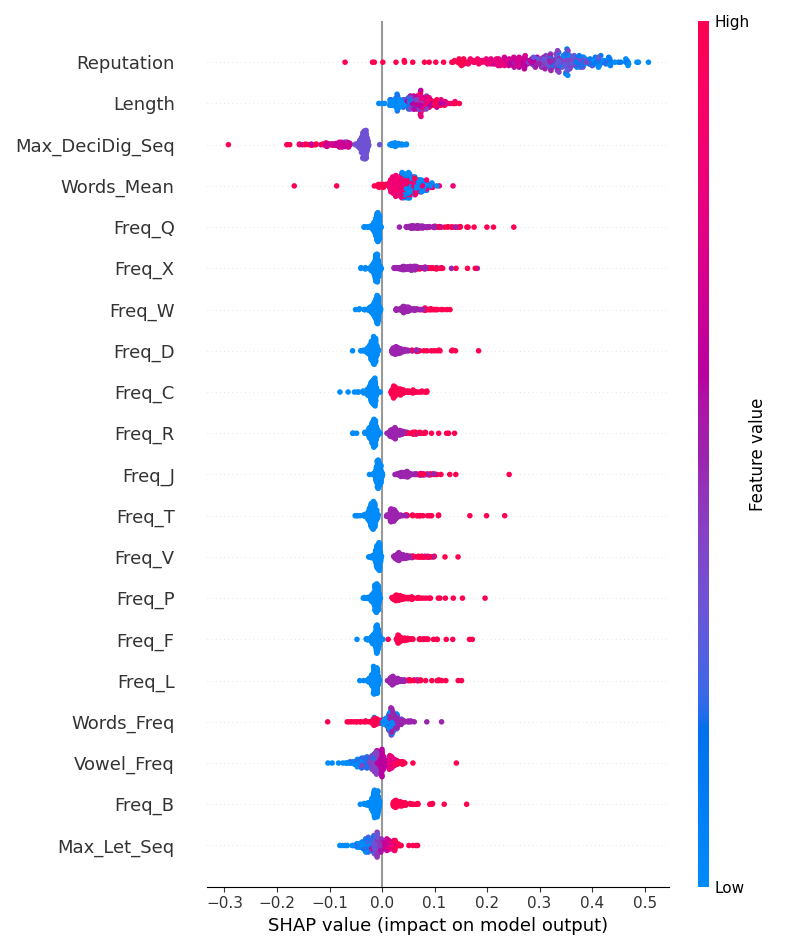 High
Reputation
Length
Max_DeciDig_Seq
Words_Mean
Freq_Q
Freq_X
Freq_W
Freq_D
Freq_C
Freq_R
Freq_J
Freq_T
Freq_V
Freq_P
Freq_F
Freq_L
Words_Freq
Vowel_Freq
Freq_B
Max_Let_Seq
Feature value
Low
−0.3 −0.2 −0.1 0.0 0.1 0.2 0.3 0.4 0.5
SHAP value (impact on model output)